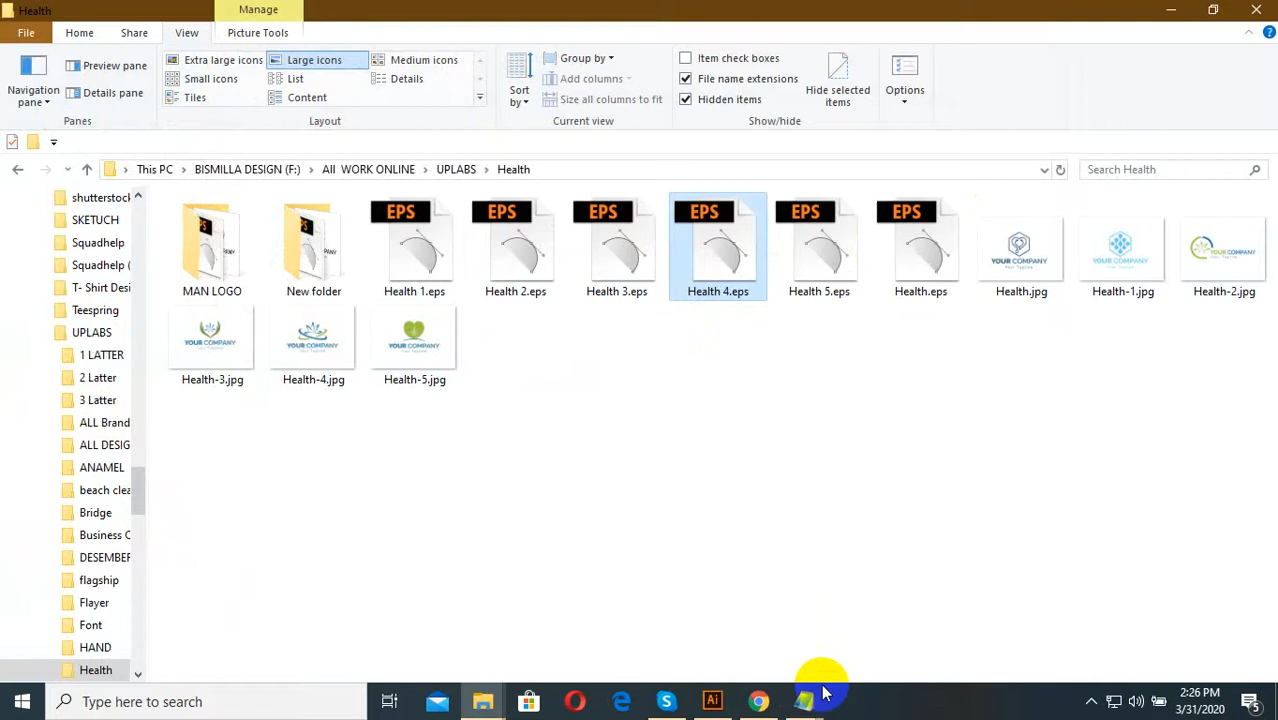 Health
Manage
File
Home
Share
View
Picture Tools
Navigation pane
Preview pane
Details pane
Panes
Extra large icons
Large icons
Medium icons
Small icons
List
Details
Tiles
Content
Layout
Sort by
Group by
Add columns
Size all columns to fit
Current view
Item check boxes
File name extensions
Hidden items
Hide selected items
Show/hide
Options
This PC
BISMILLA DESIGN (F:)
All WORK ONLINE
UPLABS
Health
Search Health
shutterstock
SKETUCH
Squadhelp
Squadhelp (
T- Shirt Desi
Teespring
UPLABS
1 LATTER
2 Latter
3 Latter
ALL Brand
ALL DESIG
ANAMEL
beach clea
Bridge
Business C
DESEMBER
flagship
Flayer
Font
HAND
Health
EPS EPS EPS EPS EPS EPS
YOUR COMPANY YOUR COMPANY YOUR COMPANY
MAN LOGO New folder Health 1.eps Health 2.eps Health 3.eps Health 4.eps Health 5.eps Health.eps Health.jpg Health-1.jpg Health-2.jpg
YOUR COMPANY YOUR COMPANY YOUR COMPANY
Health-3.jpg Health-4.jpg Health-5.jpg
Type here to search
Ai
2:26 PM
3/31/2020
5